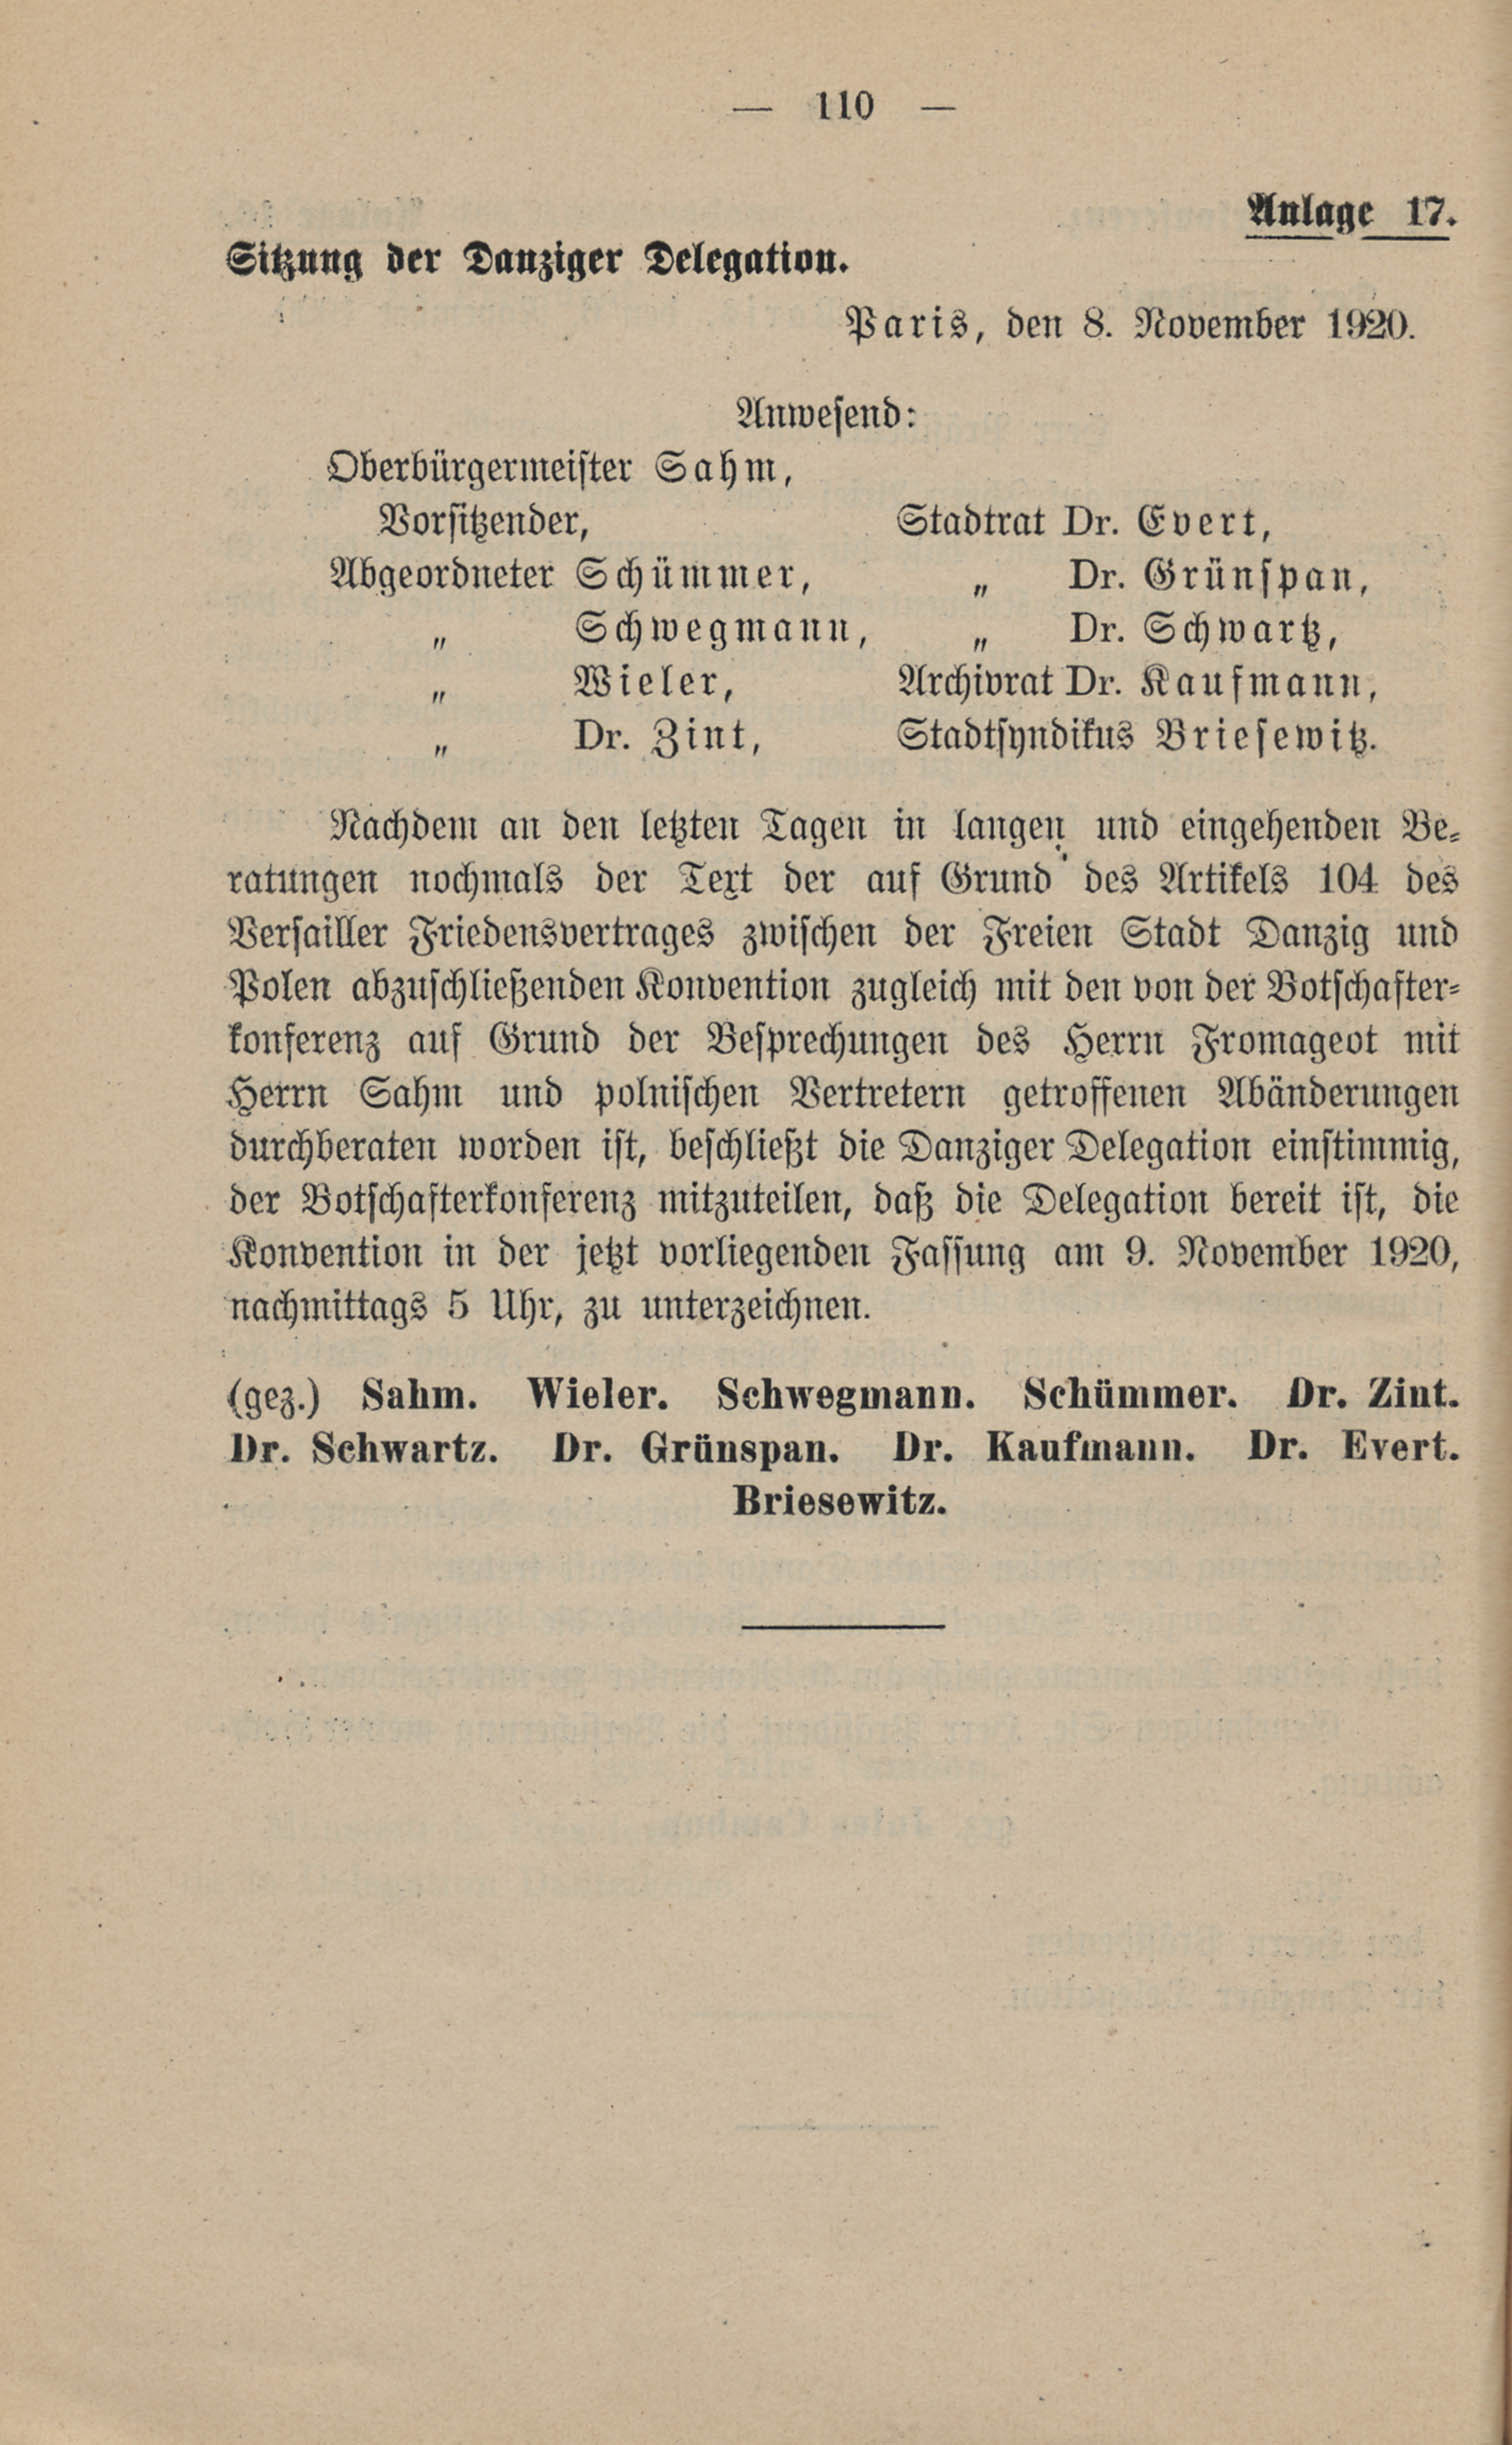 — 110 —
Anlage 17.
Sitzung der Danziger Delegation.
Paris, den 8. November 1920.
Anwesend:
Oberbürgermeister Sahm,
Vorsitzender,
Abgeordneter Schümmer,
„ Schwegmann,
„ Wieler,
„ Dr. Zint,
Stadtrat Dr. Evert,
„ Dr. Grünspan,
„ Dr. Schwartz,
Archivrat Dr. Kaufmann,
Stadtsyndikus Briesewitz.
Nachdem an den letzten Tagen in langen und eingehenden Be-
ratungen nochmals der Text der auf Grund des Artikels 104 des
Versailler Friedensvertrages zwischen der Freien Stadt Danzig und
Polen abzuschließenden Konvention zugleich mit den von der Botschafter-
konferenz auf Grund der Besprechungen des Herrn Fromageot mit
Herrn Sahm und polnischen Vertretern getroffenen Abänderungen
durchberaten worden ist, beschließt die Danziger Delegation einstimmig,
der Botschafterkonferenz mitzuteilen, daß die Delegation bereit ist, die
Konvention in der jetzt vorliegenden Fassung am 9. November 1920,
nachmittags 5 Uhr, zu unterzeichnen.
(gez.) Sahm. Wieler. Schwegmann. Schümmer. Dr. Zint.
Dr. Schwartz. Dr. Grünspan. Dr. Kaufmann. Dr. Evert.
Briesewitz.